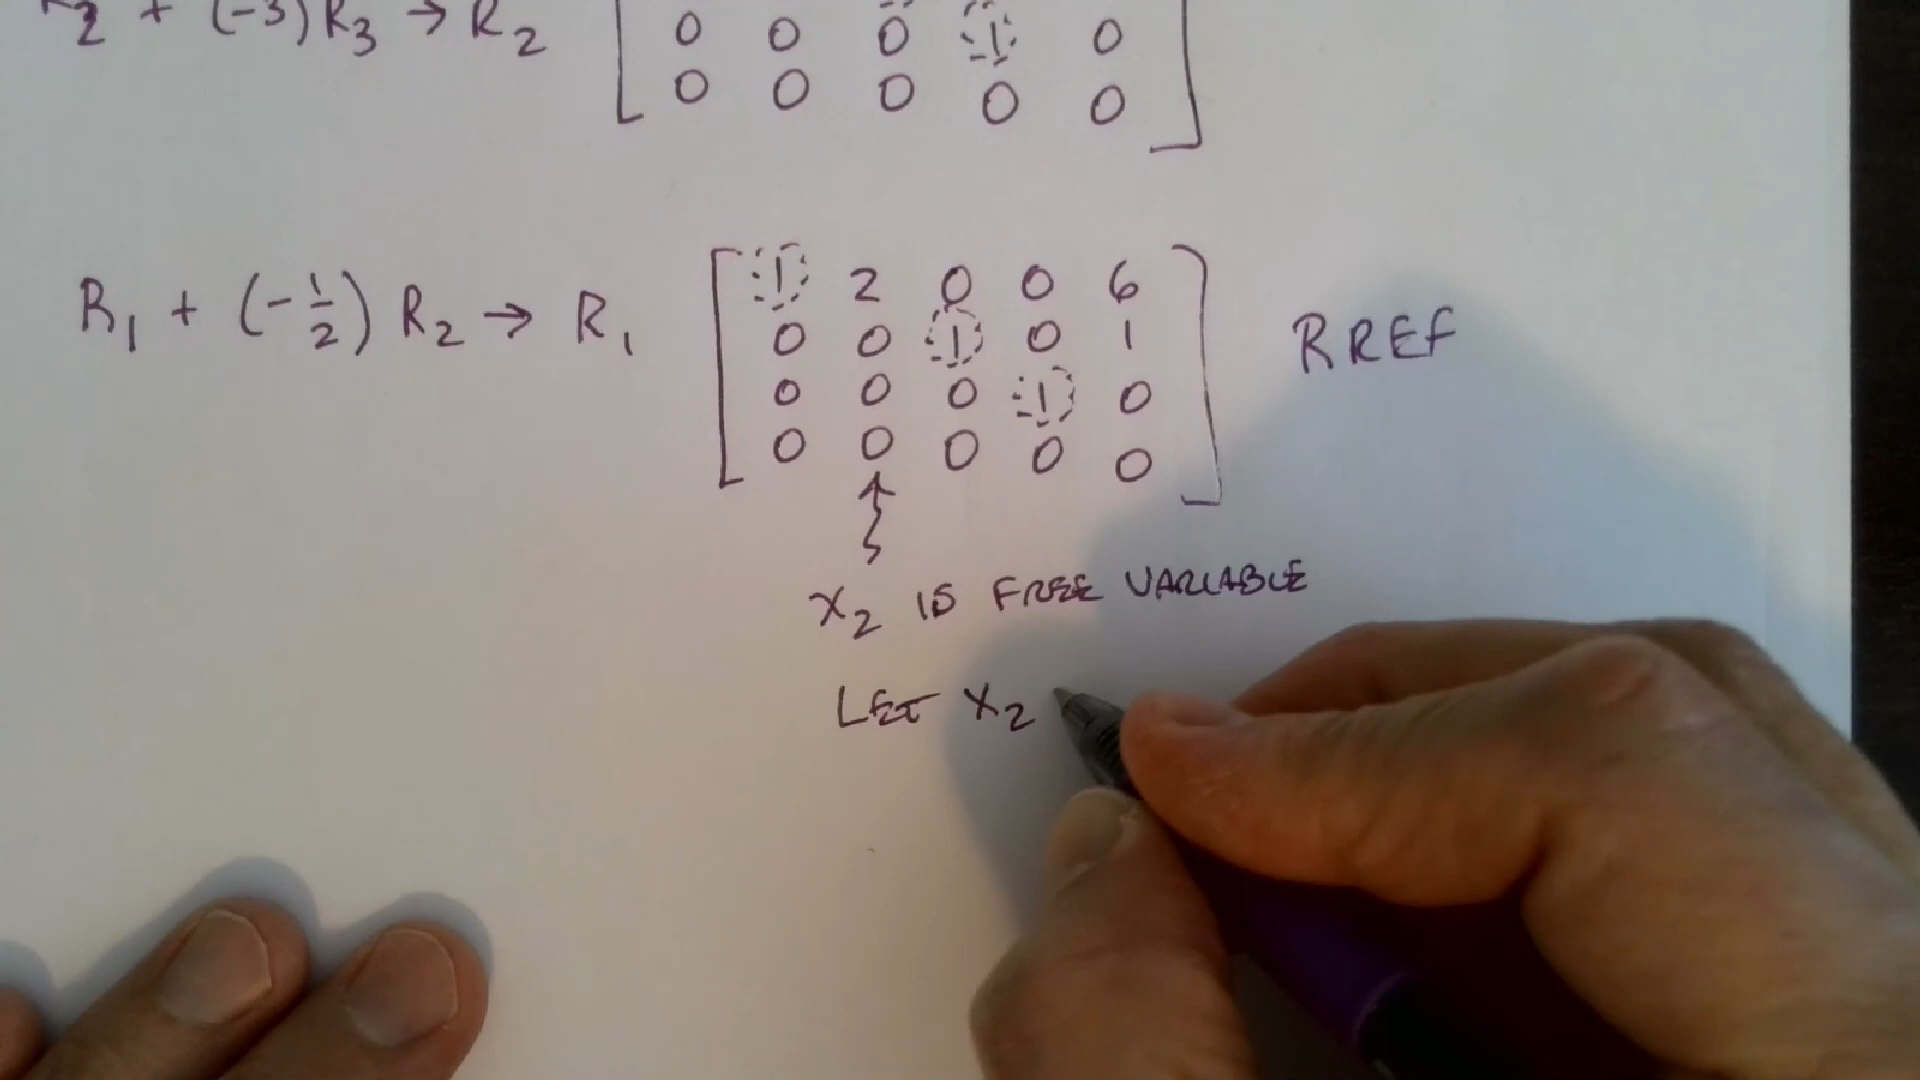 R2 + (-3)R3 → R2
0 0 0 1 0
0 0 0 0 0
R1 + (-1/2) R2 → R1
1 2 0 0 6
0 0 1 0 1
0 0 0 1 0
0 0 0 0 0
RREF
X2 IS FREE VARIABLE
LET X2